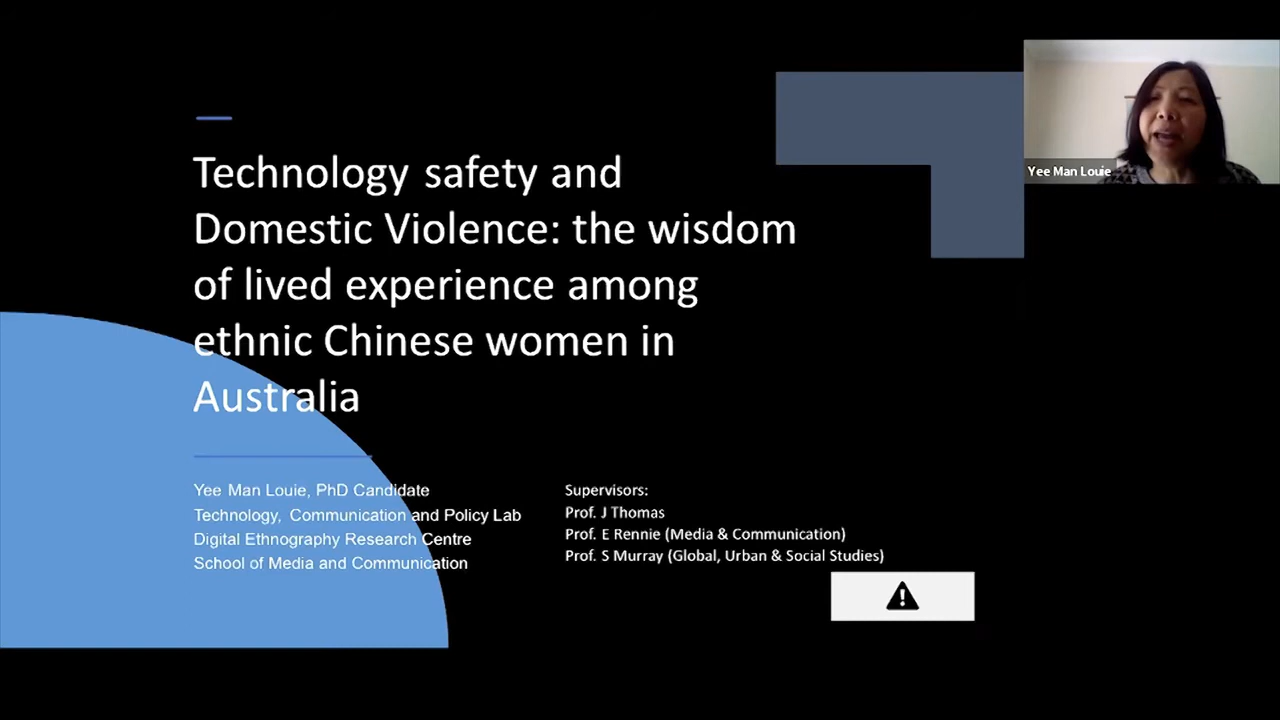 Technology safety and
Domestic Violence: the wisdom
of lived experience among
ethnic Chinese women in
Australia
Yee Man Louie, PhD Candidate
Technology, Communication and Policy Lab
Digital Ethnography Research Centre
School of Media and Communication
Supervisors:
Prof. J Thomas
Prof. E Rennie (Media & Communication)
Prof. S Murray (Global, Urban & Social Studies)
Yee Man Louie